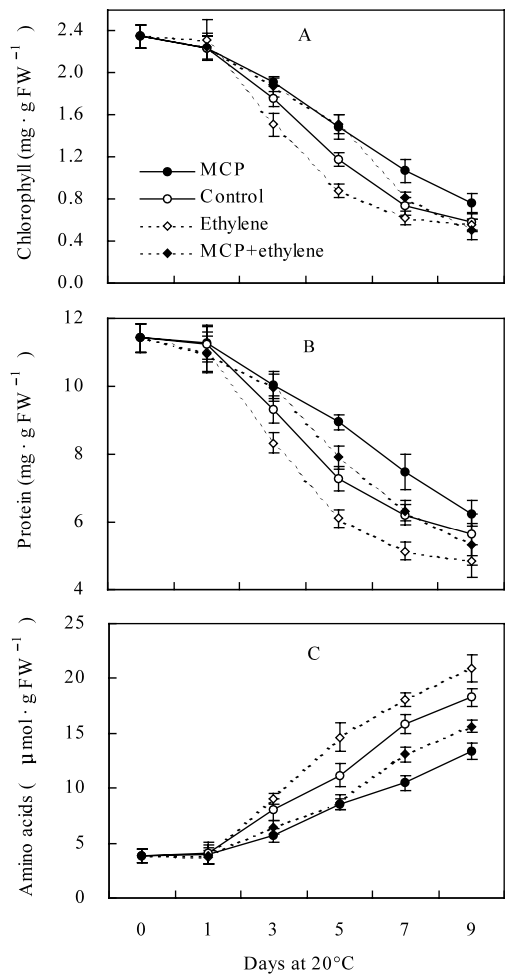 A
Chlorophyll (mg · g FW⁻¹)
2.4
2.0
1.6
1.2
0.8
0.4
0.0
MCP
Control
Ethylene
MCP+ethylene
B
Protein (mg · g FW⁻¹)
12
10
8
6
4
C
Amino acids ( μmol · g FW⁻¹ )
25
20
15
10
5
0
0 1 3 5 7 9
Days at 20°C